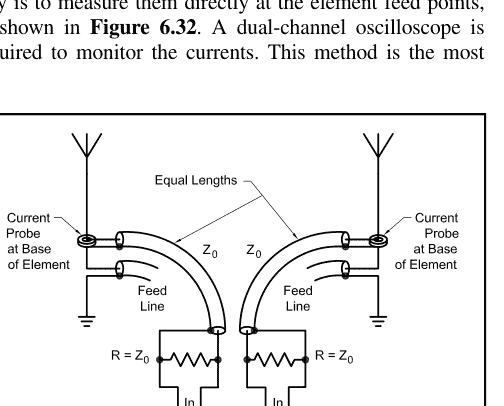 y is to measure them directly at the element feed points,
shown in Figure 6.32. A dual-channel oscilloscope is
uired to monitor the currents. This method is the most
Equal Lengths
Current
Probe
at Base
of Element
Z0
Z0
Current
Probe
at Base
of Element
Feed
Line
Feed
Line
R = Z0
R = Z0
In
In